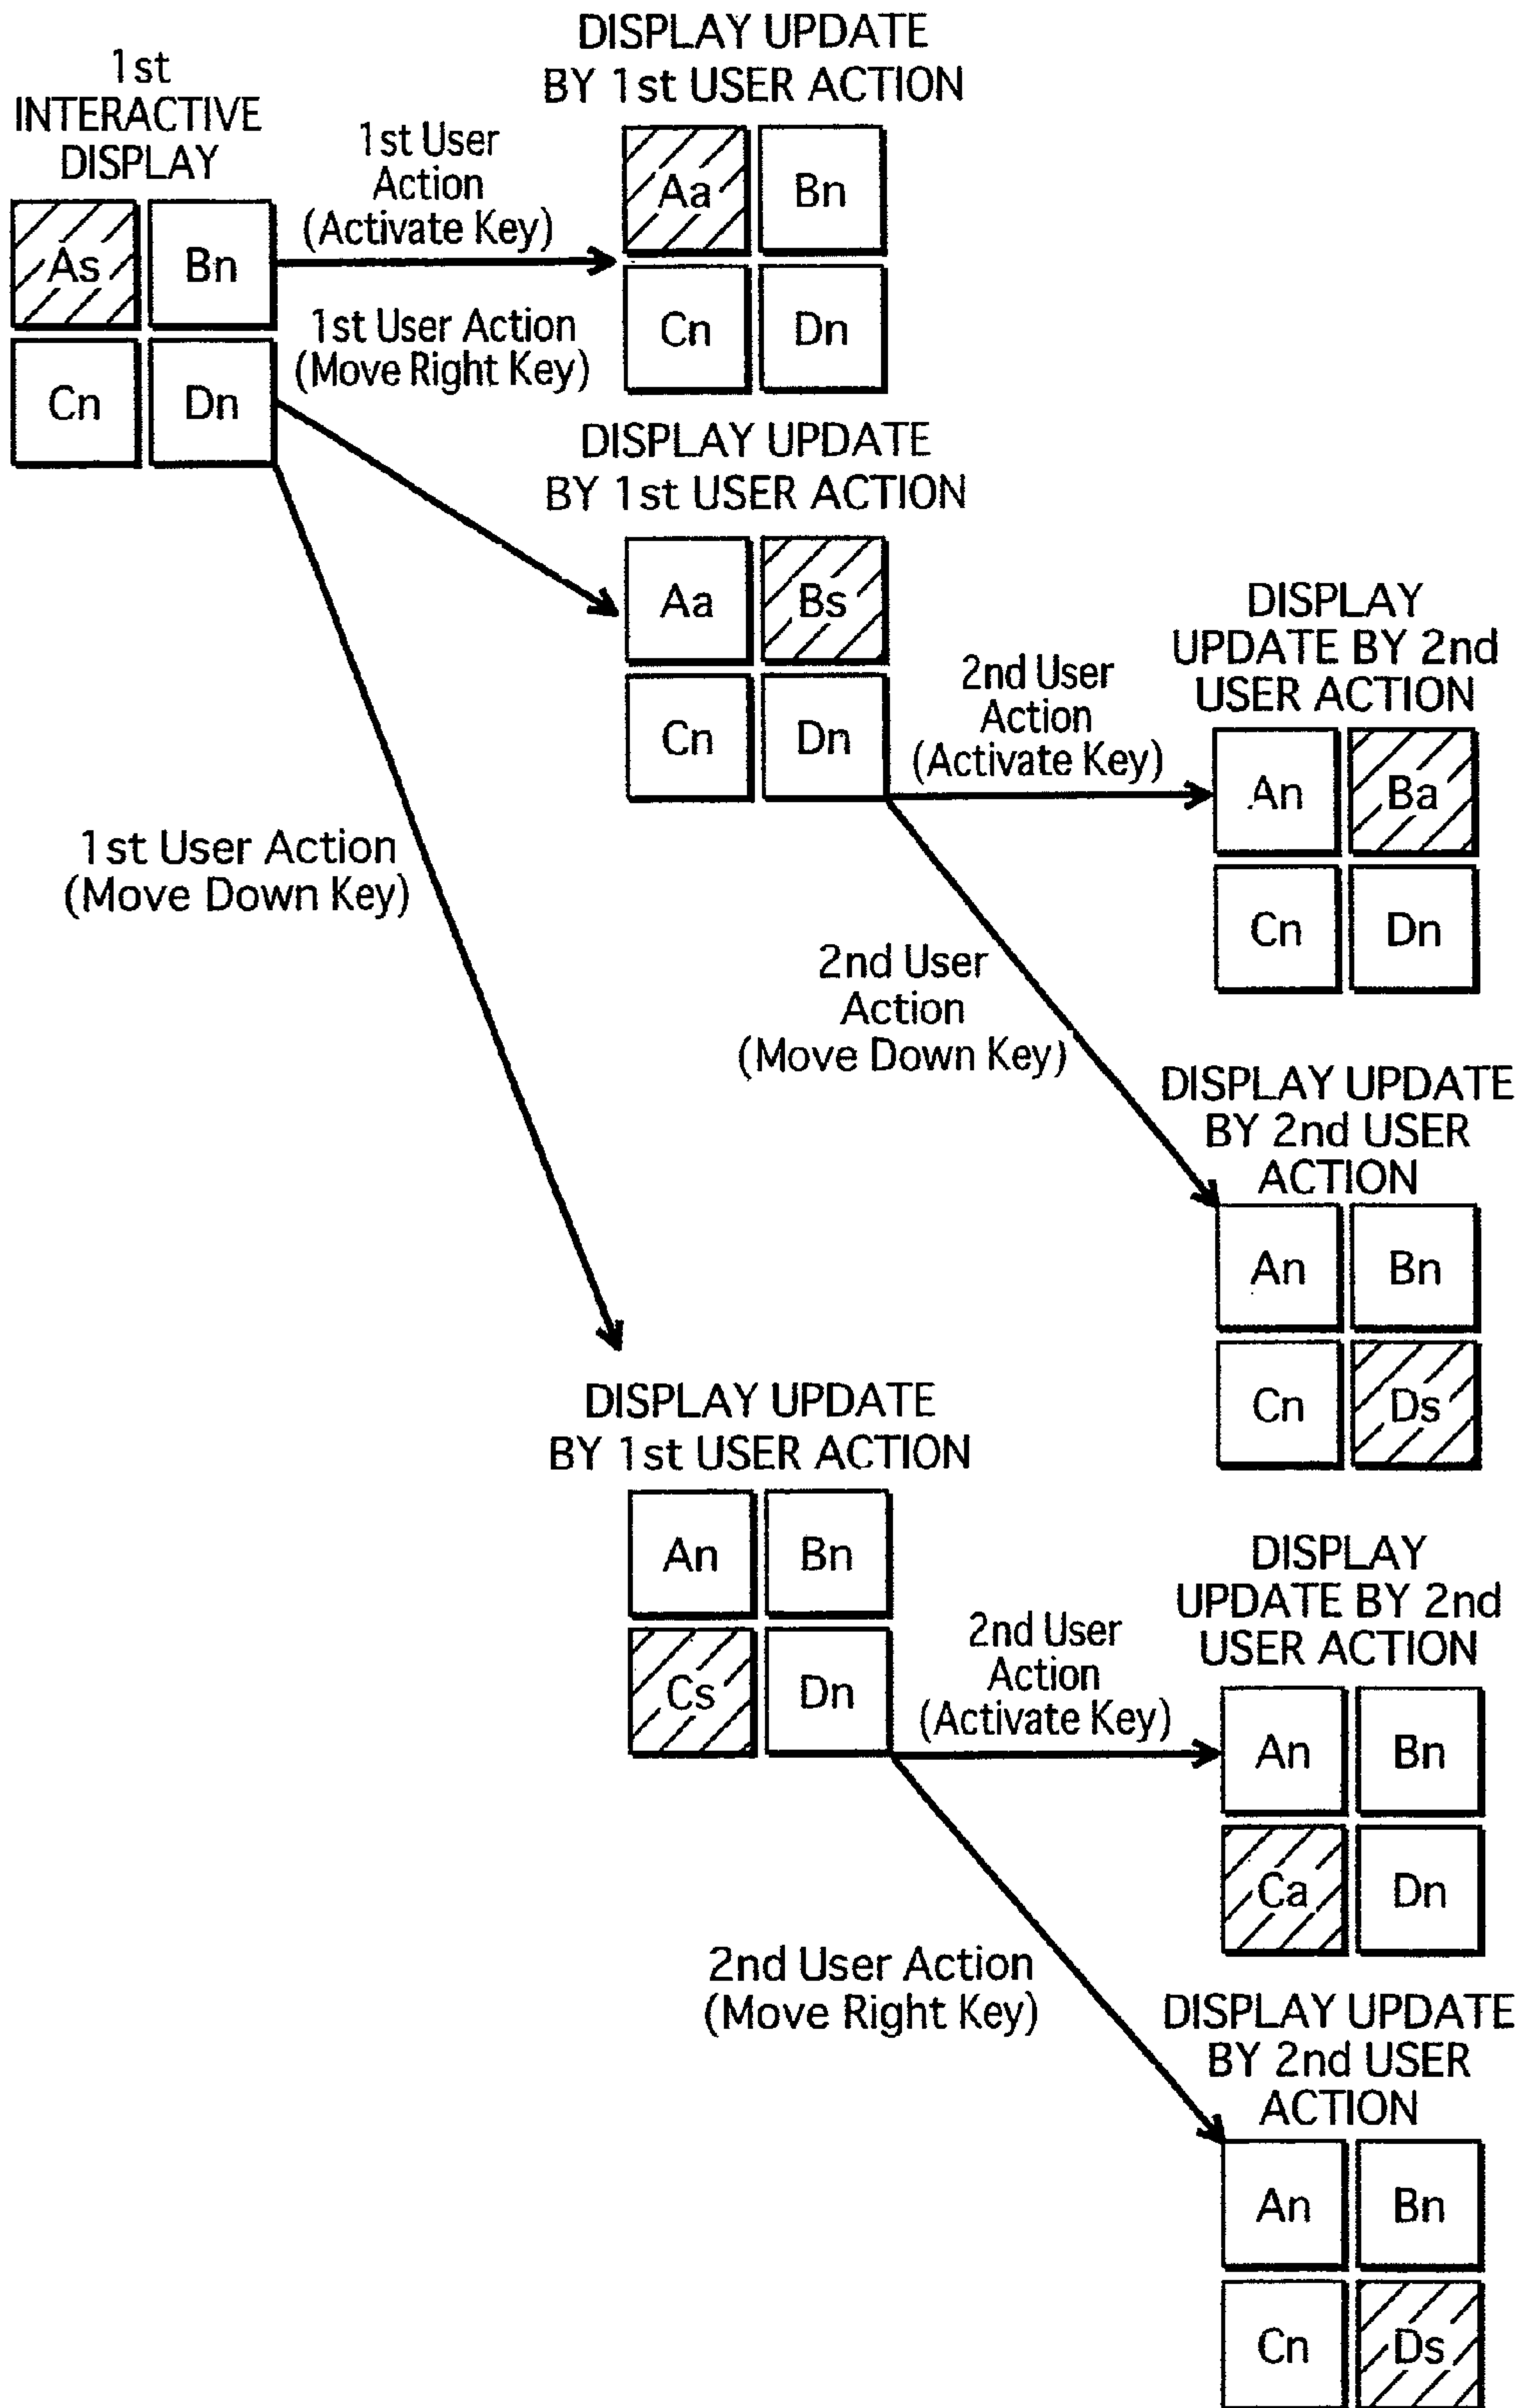 1st
INTERACTIVE
DISPLAY
As Bn
Cn Dn
1st User
Action
(Activate Key)
DISPLAY UPDATE
BY 1st USER ACTION
Aa Bn
Cn Dn
1st User Action
(Move Right Key)
DISPLAY UPDATE
BY 1st USER ACTION
Aa Bs
Cn Dn
2nd User
Action
(Activate Key)
DISPLAY
UPDATE BY 2nd
USER ACTION
An Ba
Cn Dn
2nd User
Action
(Move Down Key)
DISPLAY UPDATE
BY 2nd USER
ACTION
An Bn
Cn Ds
1st User Action
(Move Down Key)
DISPLAY UPDATE
BY 1st USER ACTION
An Bn
Cs Dn
2nd User
Action
(Activate Key)
DISPLAY
UPDATE BY 2nd
USER ACTION
An Bn
Ca Dn
2nd User Action
(Move Right Key)
DISPLAY UPDATE
BY 2nd USER
ACTION
An Bn
Cn Ds